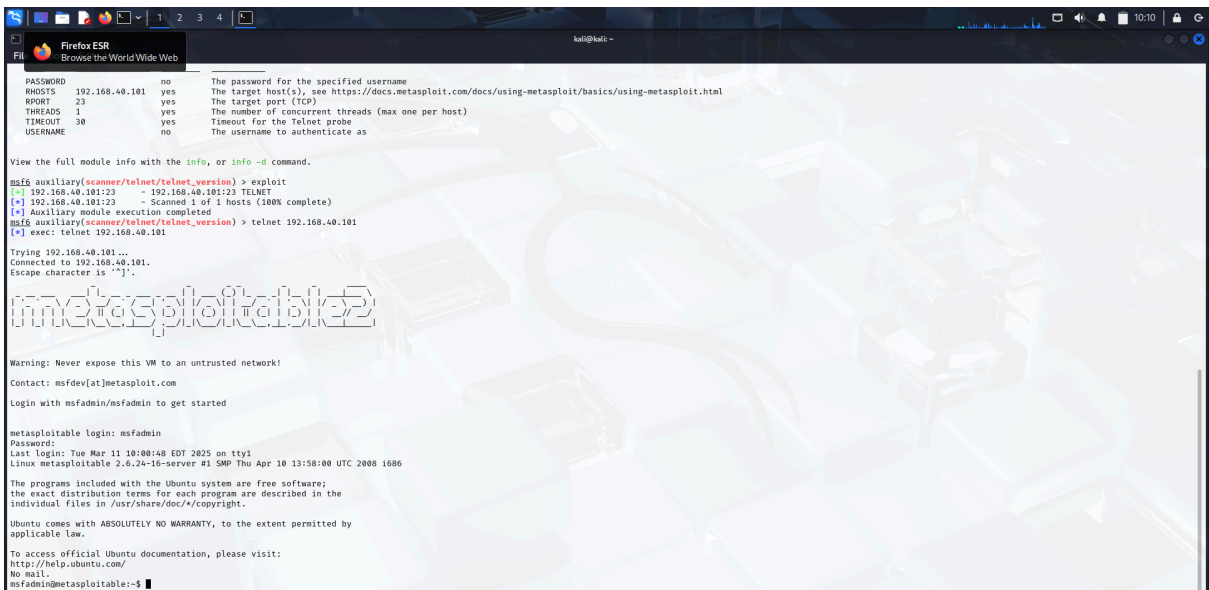 1 2 3 4
10:10
kali@kali: ~
Fil
Firefox ESR
Browse the World Wide Web
PASSWORD no The password for the specified username
RHOSTS 192.168.40.101 yes The target host(s), see https://docs.metasploit.com/docs/using-metasploit/basics/using-metasploit.html
RPORT 23 yes The target port (TCP)
THREADS 1 yes The number of concurrent threads (max one per host)
TIMEOUT 30 yes Timeout for the Telnet probe
USERNAME no The username to authenticate as
View the full module info with the info, or info -d command.
msf6 auxiliary(scanner/telnet/telnet_version) > exploit
[+] 192.168.40.101:23 - 192.168.40.101:23 TELNET
[*] 192.168.40.101:23 - Scanned 1 of 1 hosts (100% complete)
[*] Auxiliary module execution completed
msf6 auxiliary(scanner/telnet/telnet_version) > telnet 192.168.40.101
[*] exec: telnet 192.168.40.101
Trying 192.168.40.101...
Connected to 192.168.40.101.
Escape character is '^]'.
metasploitable2
Warning: Never expose this VM to an untrusted network!
Contact: msfdev[at]metasploit.com
Login with msfadmin/msfadmin to get started
metasploitable login: msfadmin
Password:
Last login: Tue Mar 11 10:00:48 EDT 2025 on tty1
Linux metasploitable 2.6.24-16-server #1 SMP Thu Apr 10 13:58:00 UTC 2008 i686
The programs included with the Ubuntu system are free software;
the exact distribution terms for each program are described in the
individual files in /usr/share/doc/*/copyright.
Ubuntu comes with ABSOLUTELY NO WARRANTY, to the extent permitted by
applicable law.
To access official Ubuntu documentation, please visit:
http://help.ubuntu.com/
No mail.
msfadmin@metasploitable:~$